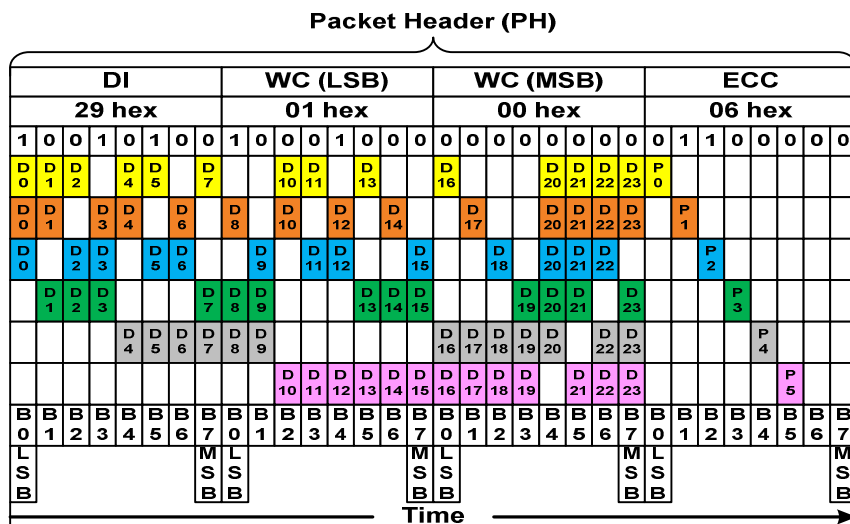 Packet Header (PH)
DI WC (LSB) WC (MSB) ECC
29 hex 01 hex 00 hex 06 hex
1 0 0 1 0 1 0 0 1 0 0 0 1 0 0 0 0 0 0 0 0 0 0 0 0 1 1 0 0 0 0 0
D0 D1 D2 D4 D5 D7 D10 D11 D13 D16 D20 D21 D22 D23 P0
D0 D1 D3 D4 D6 D8 D10 D12 D14 D17 D20 D21 D22 D23 P1
D0 D2 D3 D5 D6 D9 D11 D12 D15 D18 D20 D21 D22 P2
D1 D2 D3 D7 D8 D9 D13 D14 D15 D19 D20 D21 D23 P3
D4 D5 D6 D7 D8 D9 D16 D17 D18 D19 D20 D22 D23 P4
D10 D11 D12 D13 D14 D15 D16 D17 D18 D19 D21 D22 D23 P5
B0 B1 B2 B3 B4 B5 B6 B7 B0 B1 B2 B3 B4 B5 B6 B7 B0 B1 B2 B3 B4 B5 B6 B7 B0 B1 B2 B3 B4 B5 B6 B7
LSB MSB LSB MSB LSB MSB LSB MSB
Time